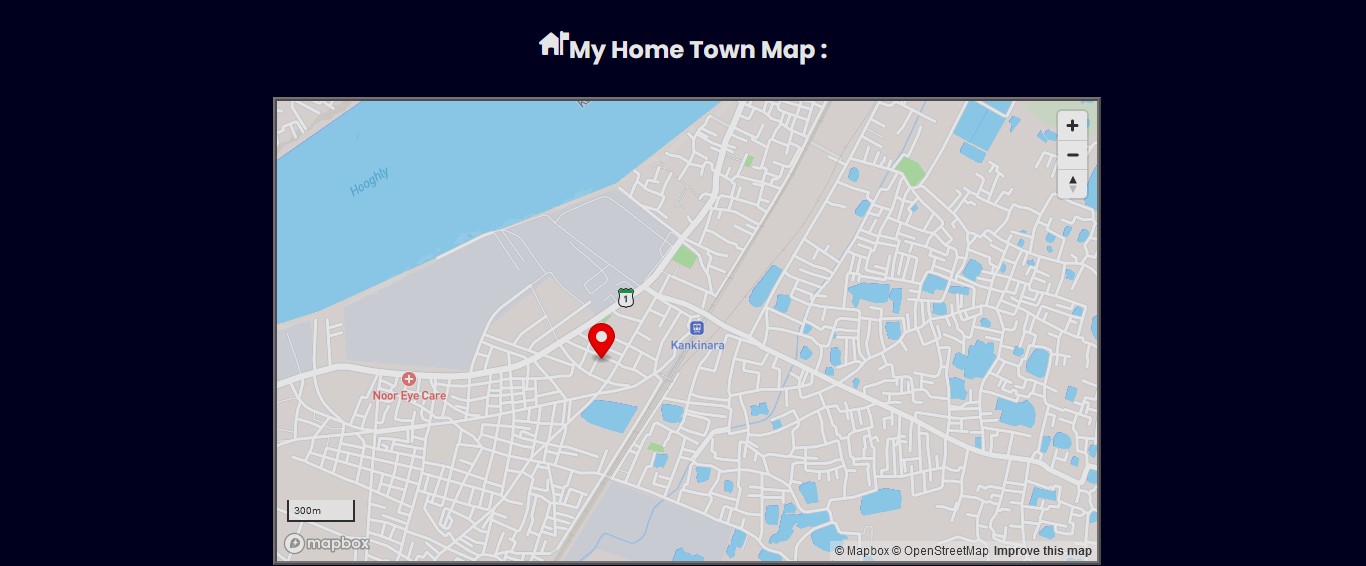 My Home Town Map :
Hooghly
1
Kankinara
Noor Eye Care
300m
mapbox
© Mapbox © OpenStreetMap Improve this map